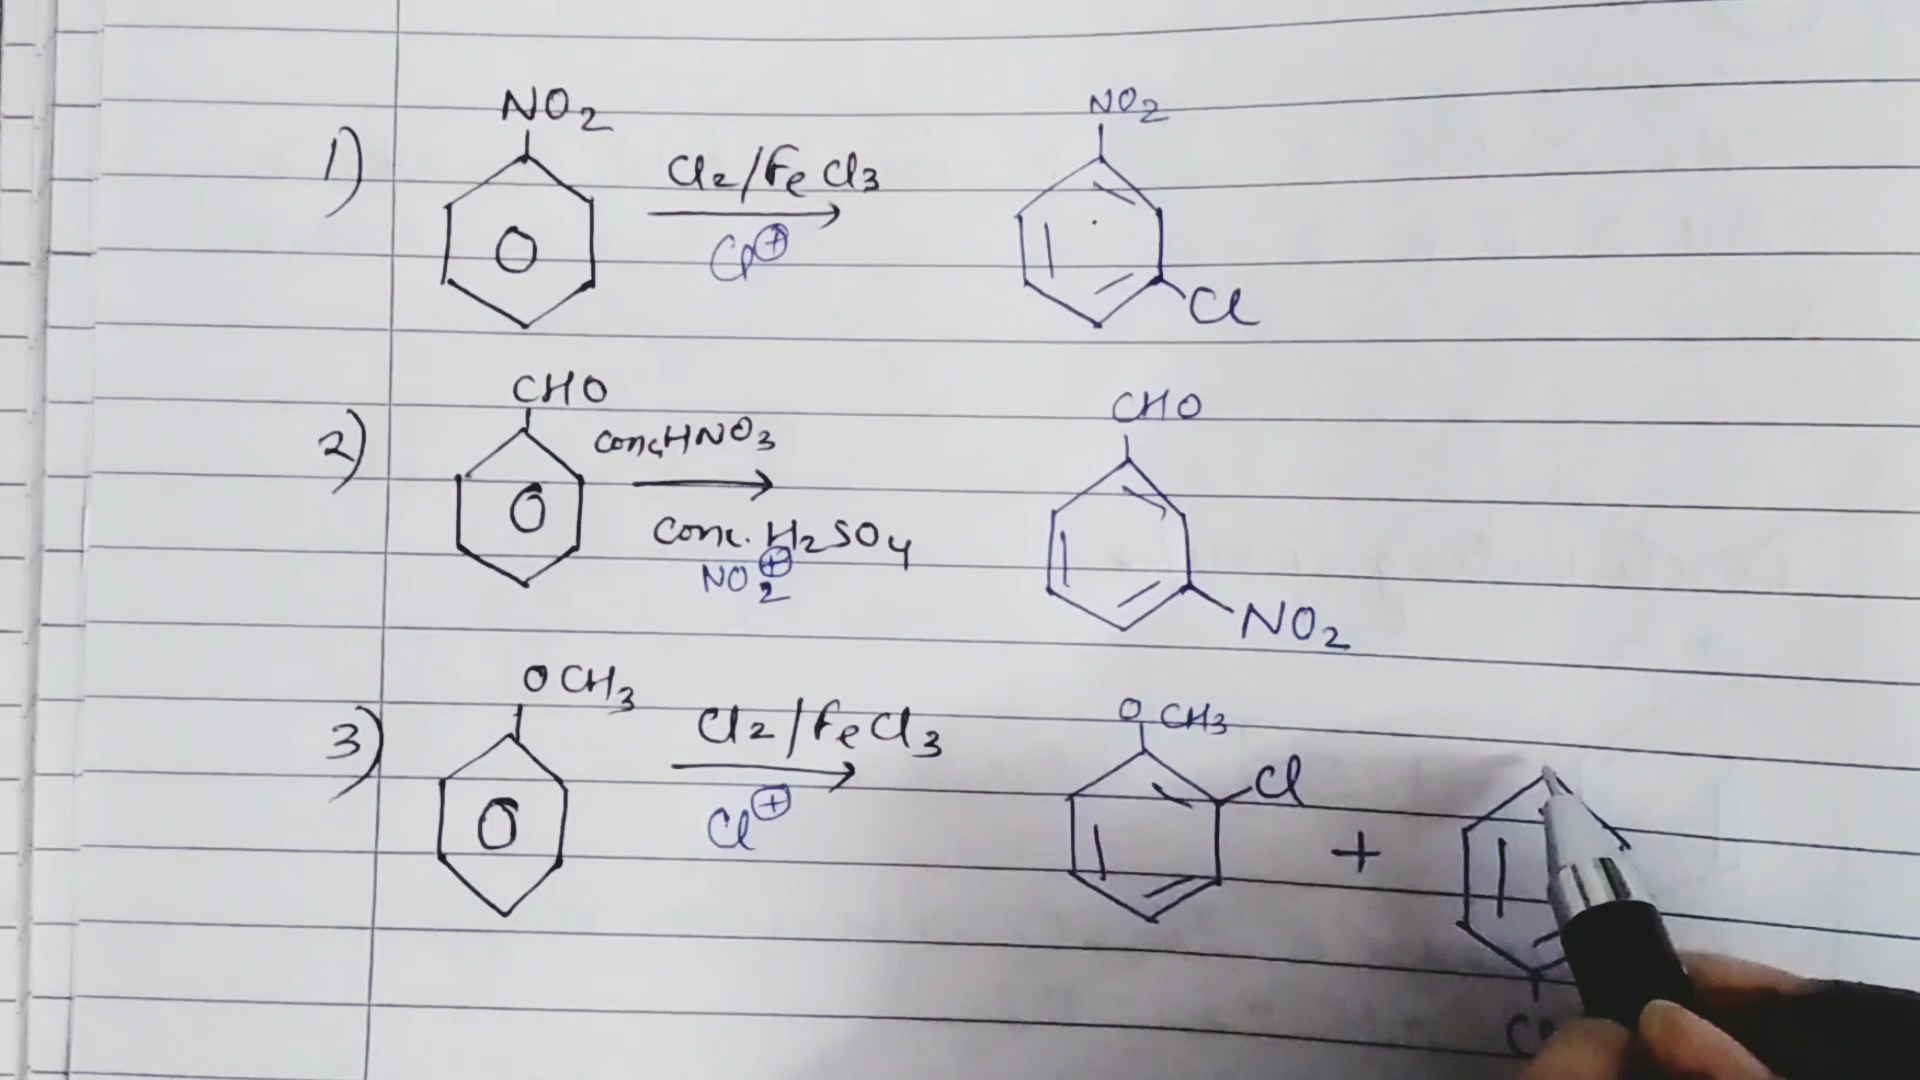 NO2 NO2
1) Cl2/FeCl3
Cl⊕ Cl
CHO CHO
2) Conc HNO3
Conc. H2SO4
NO2⊕ NO2
OCH3 OCH3
3) Cl2/FeCl3 Cl
Cl⊕ +